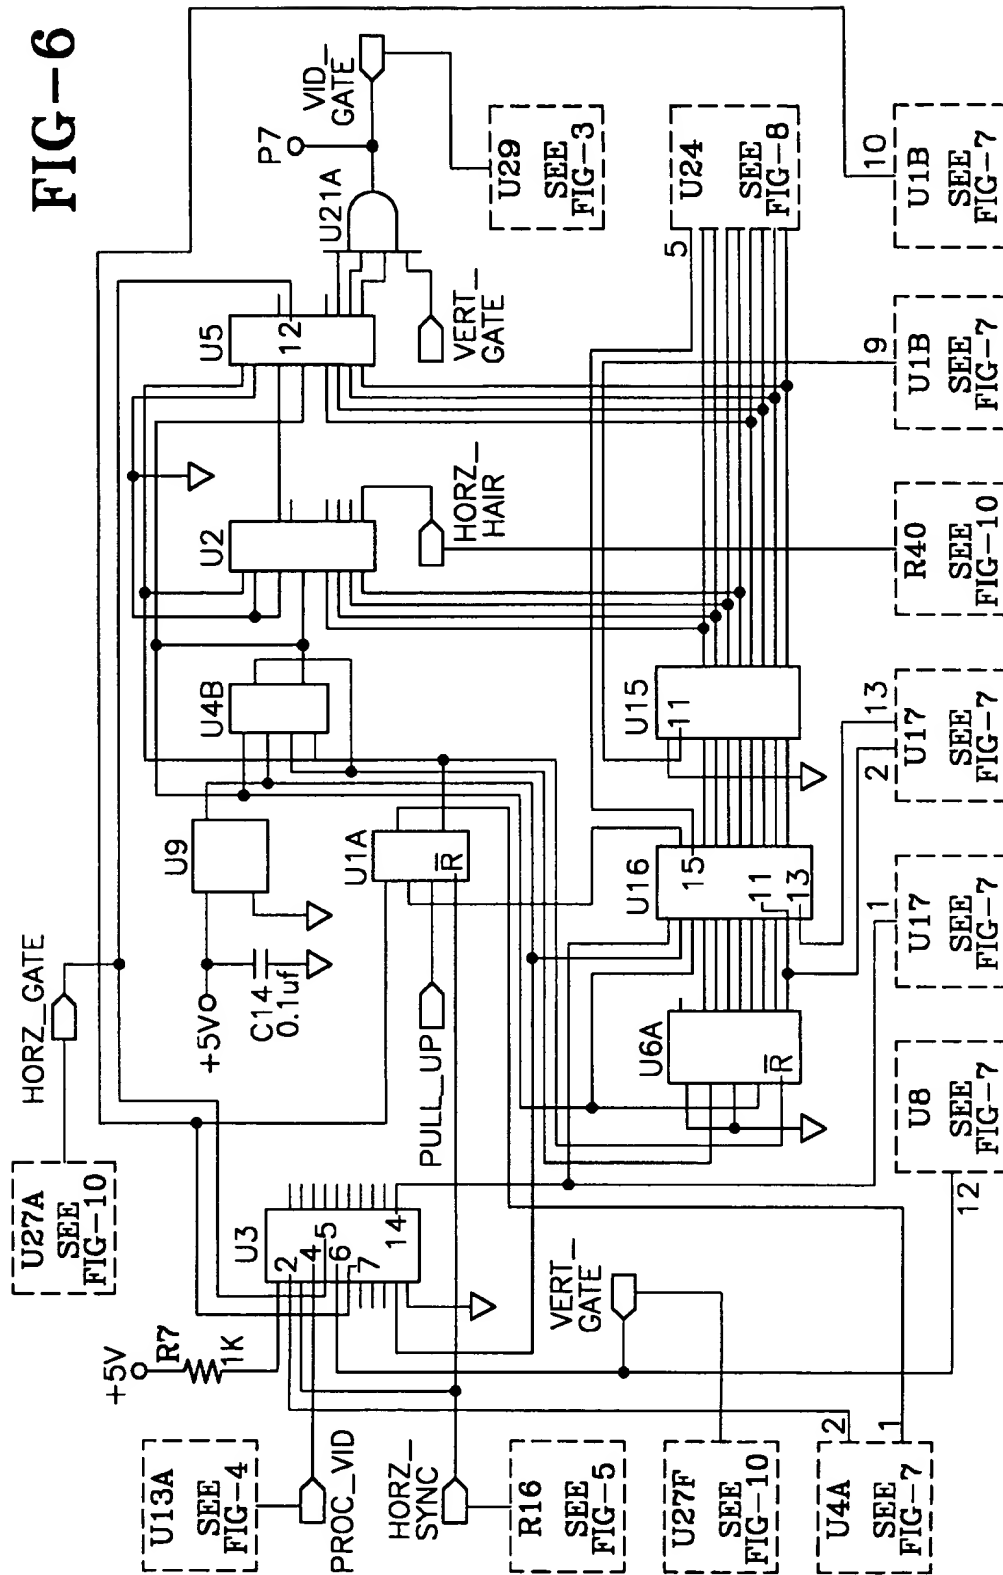 FIG-6
U27A
SEE
FIG-10
HORZ_GATE
+5V
C14
0.1uf
U9
U4B
U2
U5
12
U21A
P7
VID_
GATE
VERT_
GATE
HORZ_
HAIR
U29
SEE
FIG-3
+5V
R7
1K
U3
2
4
5
6
7
14
PULL_UP
U1A
R
U13A
SEE
FIG-4
PROC_VID
HORZ_
SYNC
R16
SEE
FIG-5
VERT_
GATE
U27F
SEE
FIG-10
U6A
R
U16
15
11
13
U15
11
U24
SEE
FIG-8
5
U4A
SEE
FIG-7
2
1
U8
SEE
FIG-7
12
U17
SEE
FIG-7
1
U17
SEE
FIG-7
2
13
R40
SEE
FIG-10
U1B
SEE
FIG-7
9
U1B
SEE
FIG-7
10